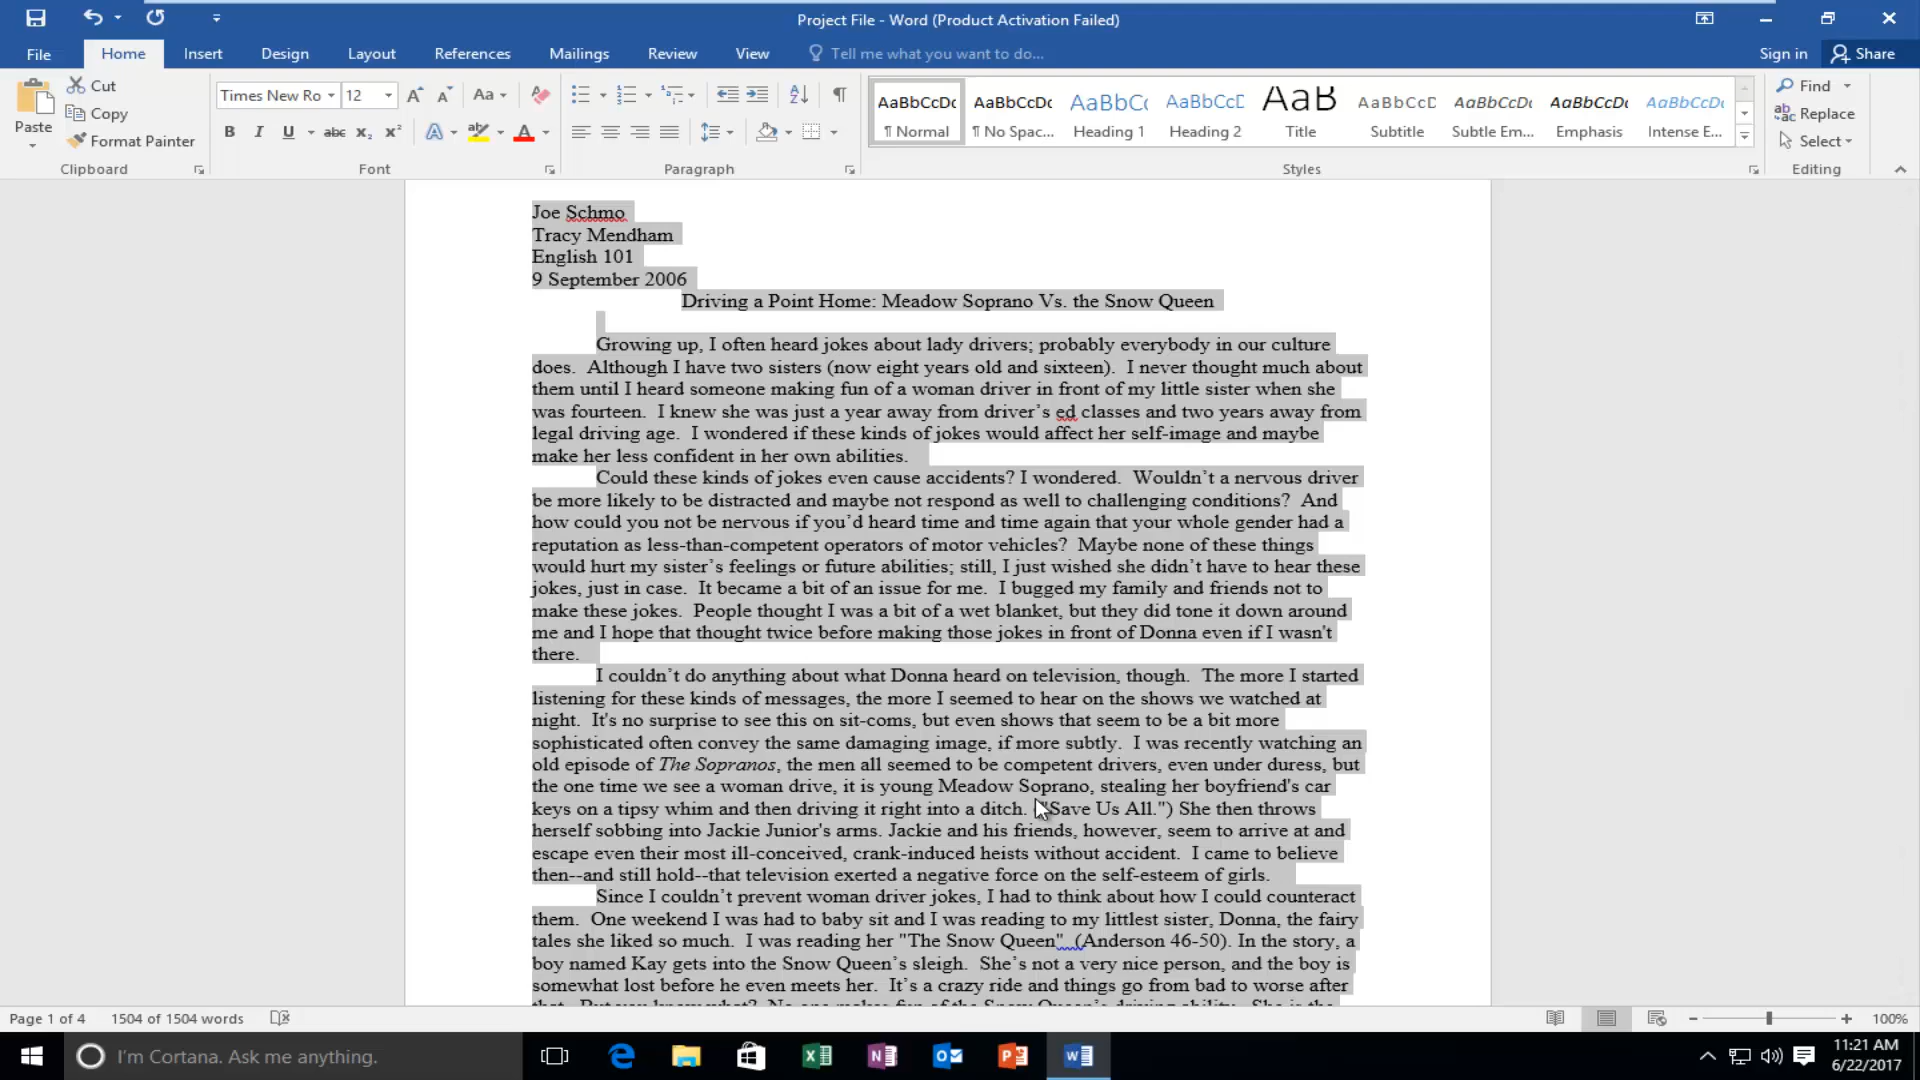 Project File - Word (Product Activation Failed)
File Home Insert Design Layout References Mailings Review View Tell me what you want to do... Sign in Share
Paste
Cut
Copy
Format Painter
Clipboard
Times New Ro 12 Aa
B I U abc x₂ x² A A
Font
Paragraph
AaBbCcDc AaBbCcDc AaBbCc AaBbCcD AaB AaBbCcD AaBbCcDc AaBbCcDc AaBbCcDc
¶ Normal ¶ No Spac... Heading 1 Heading 2 Title Subtitle Subtle Em... Emphasis Intense E...
Styles
Find
Replace
Select
Editing
Joe Schmo
Tracy Mendham
English 101
9 September 2006
Driving a Point Home: Meadow Soprano Vs. the Snow Queen
Growing up, I often heard jokes about lady drivers; probably everybody in our culture
does.  Although I have two sisters (now eight years old and sixteen).  I never thought much about
them until I heard someone making fun of a woman driver in front of my little sister when she
was fourteen.  I knew she was just a year away from driver’s ed classes and two years away from
legal driving age.  I wondered if these kinds of jokes would affect her self-image and maybe
make her less confident in her own abilities.
Could these kinds of jokes even cause accidents? I wondered.  Wouldn’t a nervous driver
be more likely to be distracted and maybe not respond as well to challenging conditions?  And
how could you not be nervous if you’d heard time and time again that your whole gender had a
reputation as less-than-competent operators of motor vehicles?  Maybe none of these things
would hurt my sister’s feelings or future abilities; still, I just wished she didn’t have to hear these
jokes, just in case.  It became a bit of an issue for me.  I bugged my family and friends not to
make these jokes.  People thought I was a bit of a wet blanket, but they did tone it down around
me and I hope that thought twice before making those jokes in front of Donna even if I wasn't
there.
I couldn’t do anything about what Donna heard on television, though.  The more I started
listening for these kinds of messages, the more I seemed to hear on the shows we watched at
night.  It's no surprise to see this on sit-coms, but even shows that seem to be a bit more
sophisticated often convey the same damaging image, if more subtly.  I was recently watching an
old episode of The Sopranos, the men all seemed to be competent drivers, even under duress, but
the one time we see a woman drive, it is young Meadow Soprano, stealing her boyfriend's car
keys on a tipsy whim and then driving it right into a ditch. ("Save Us All.") She then throws
herself sobbing into Jackie Junior's arms. Jackie and his friends, however, seem to arrive at and
escape even their most ill-conceived, crank-induced heists without accident.  I came to believe
then--and still hold--that television exerted a negative force on the self-esteem of girls.
Since I couldn’t prevent woman driver jokes, I had to think about how I could counteract
them.  One weekend I was had to baby sit and I was reading to my littlest sister, Donna, the fairy
tales she liked so much.  I was reading her "The Snow Queen"  (Anderson 46-50). In the story, a
boy named Kay gets into the Snow Queen’s sleigh.  She’s not a very nice person, and the boy is
somewhat lost before he even meets her.  It’s a crazy ride and things go from bad to worse after
that.  But you know what?  No one makes fun of the Snow Queen’s driving ability.  She is the
Page 1 of 4 1504 of 1504 words 100%
I'm Cortana. Ask me anything.
11:21 AM
6/22/2017